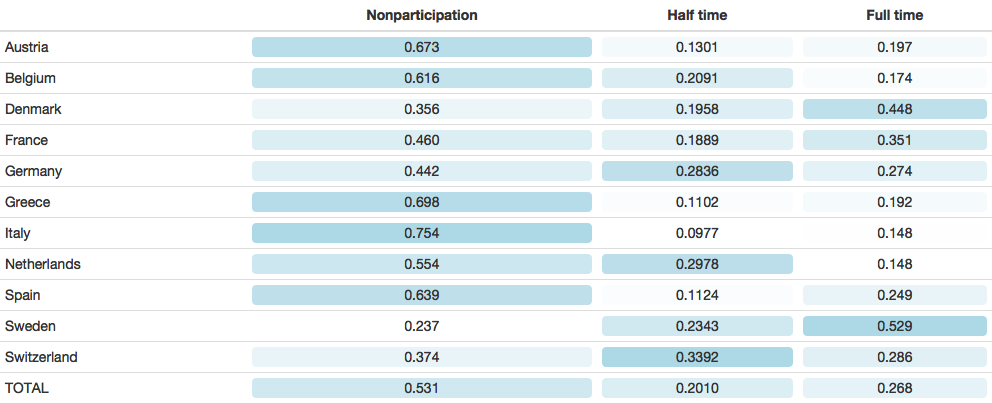 Nonparticipation Half time Full time
Austria 0.673 0.1301 0.197
Belgium 0.616 0.2091 0.174
Denmark 0.356 0.1958 0.448
France 0.460 0.1889 0.351
Germany 0.442 0.2836 0.274
Greece 0.698 0.1102 0.192
Italy 0.754 0.0977 0.148
Netherlands 0.554 0.2978 0.148
Spain 0.639 0.1124 0.249
Sweden 0.237 0.2343 0.529
Switzerland 0.374 0.3392 0.286
TOTAL 0.531 0.2010 0.268